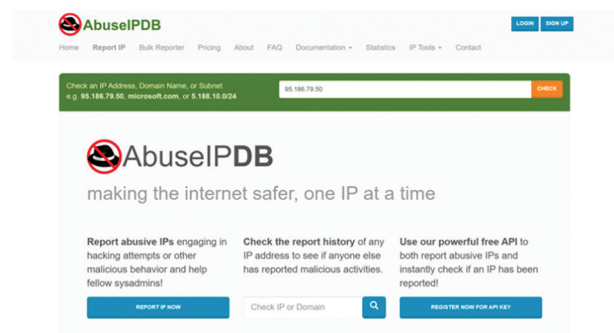 AbuseIPDB
LOGIN SIGN UP
Home Report IP Bulk Reporter Pricing About FAQ Documentation Statistics IP Tools Contact
Check an IP Address, Domain Name, or Subnet
e.g. 95.186.79.50, microsoft.com, or 5.188.10.0/24
95.186.79.50
CHECK
AbuseIPDB
making the internet safer, one IP at a time
Report abusive IPs engaging in
hacking attempts or other
malicious behavior and help
fellow sysadmins!
REPORT IP NOW
Check the report history of any
IP address to see if anyone else
has reported malicious activities.
Check IP or Domain
Use our powerful free API to
both report abusive IPs and
instantly check if an IP has been
reported!
REGISTER NOW FOR API KEY